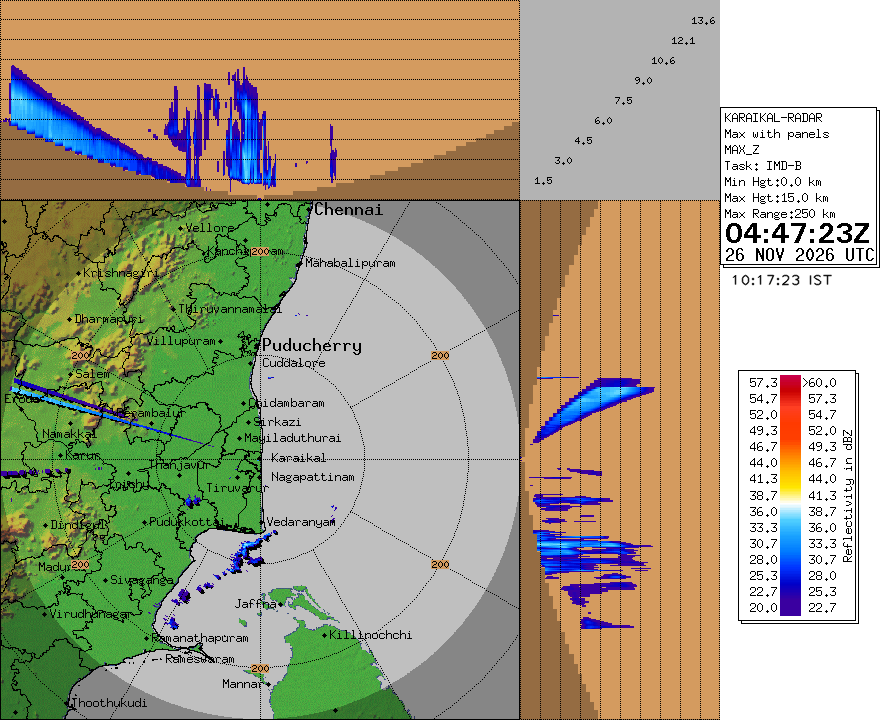 13.6
12.1
10.6
9.0
7.5
6.0
4.5
3.0
1.5
KARAIKAL-RADAR
Max with panels
MAX_Z
Task: IMD-B
Min Hgt:0.0 km
Max Hgt:15.0 km
Max Range:250 km
04:47:23Z
26 NOV 2026 UTC
10:17:23 IST
Chennai
Vellore
200
Mahabalipuram
Krishnagiri
Thiruvannamalai
Dharmapuri
Villupuram
Puducherry
200
200
Cuddalore
Salem
Erode
Chidambaram
Perambalur
Sirkazi
Namakkal
Mayiladuthurai
Karur
Karaikal
Thanjavur
Nagapattinam
Tiruvarur
Dindigul
Pudukkottai
Vedaranyam
200
200
Sivaganga
Jaffna
Virudhunagar
Ramanathapuram
Killinochchi
Rameswaram
200
Mannar
Thoothukudi
57.3 >60.0
54.7 57.3
52.0 54.7
49.3 52.0
46.7 49.3
44.0 46.7
41.3 44.0
38.7 41.3
36.0 38.7
33.3 36.0
30.7 33.3
28.0 30.7
25.3 28.0
22.7 25.3
20.0 22.7
Reflectivity in dBZ